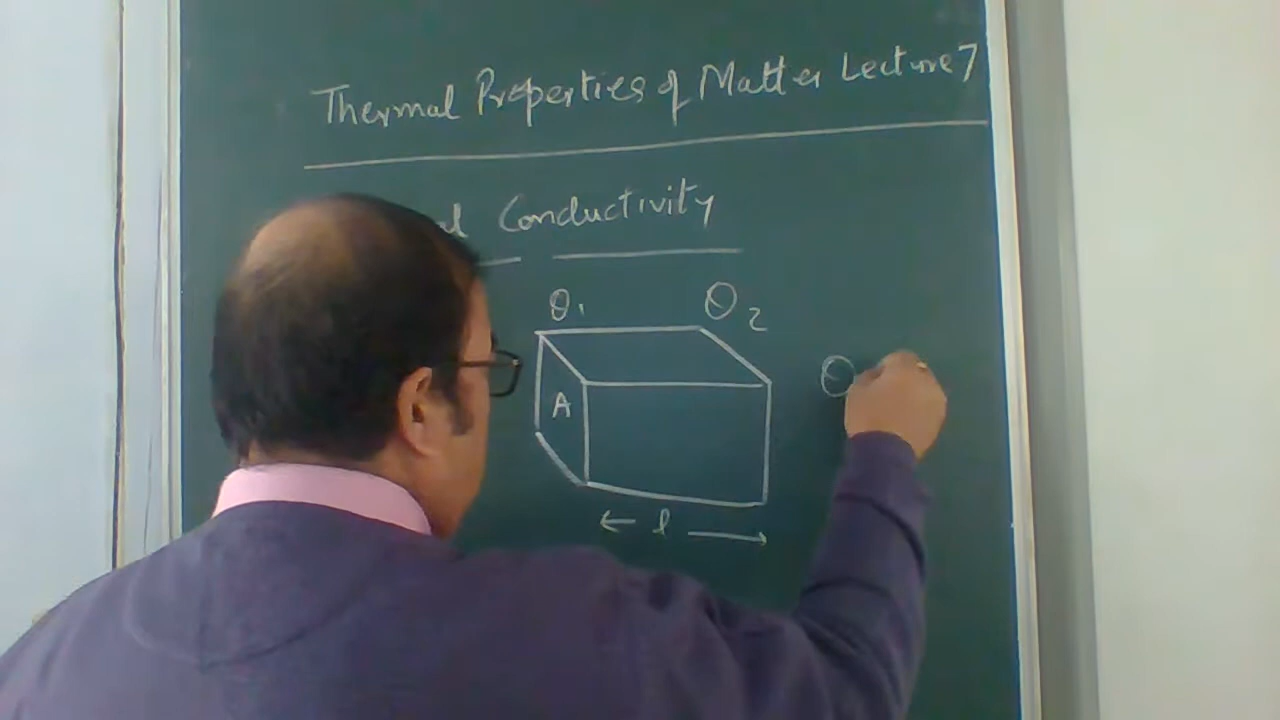 Thermal Properties of Matter Lecture 7
Conductivity
θ1 θ2
A
θ
l